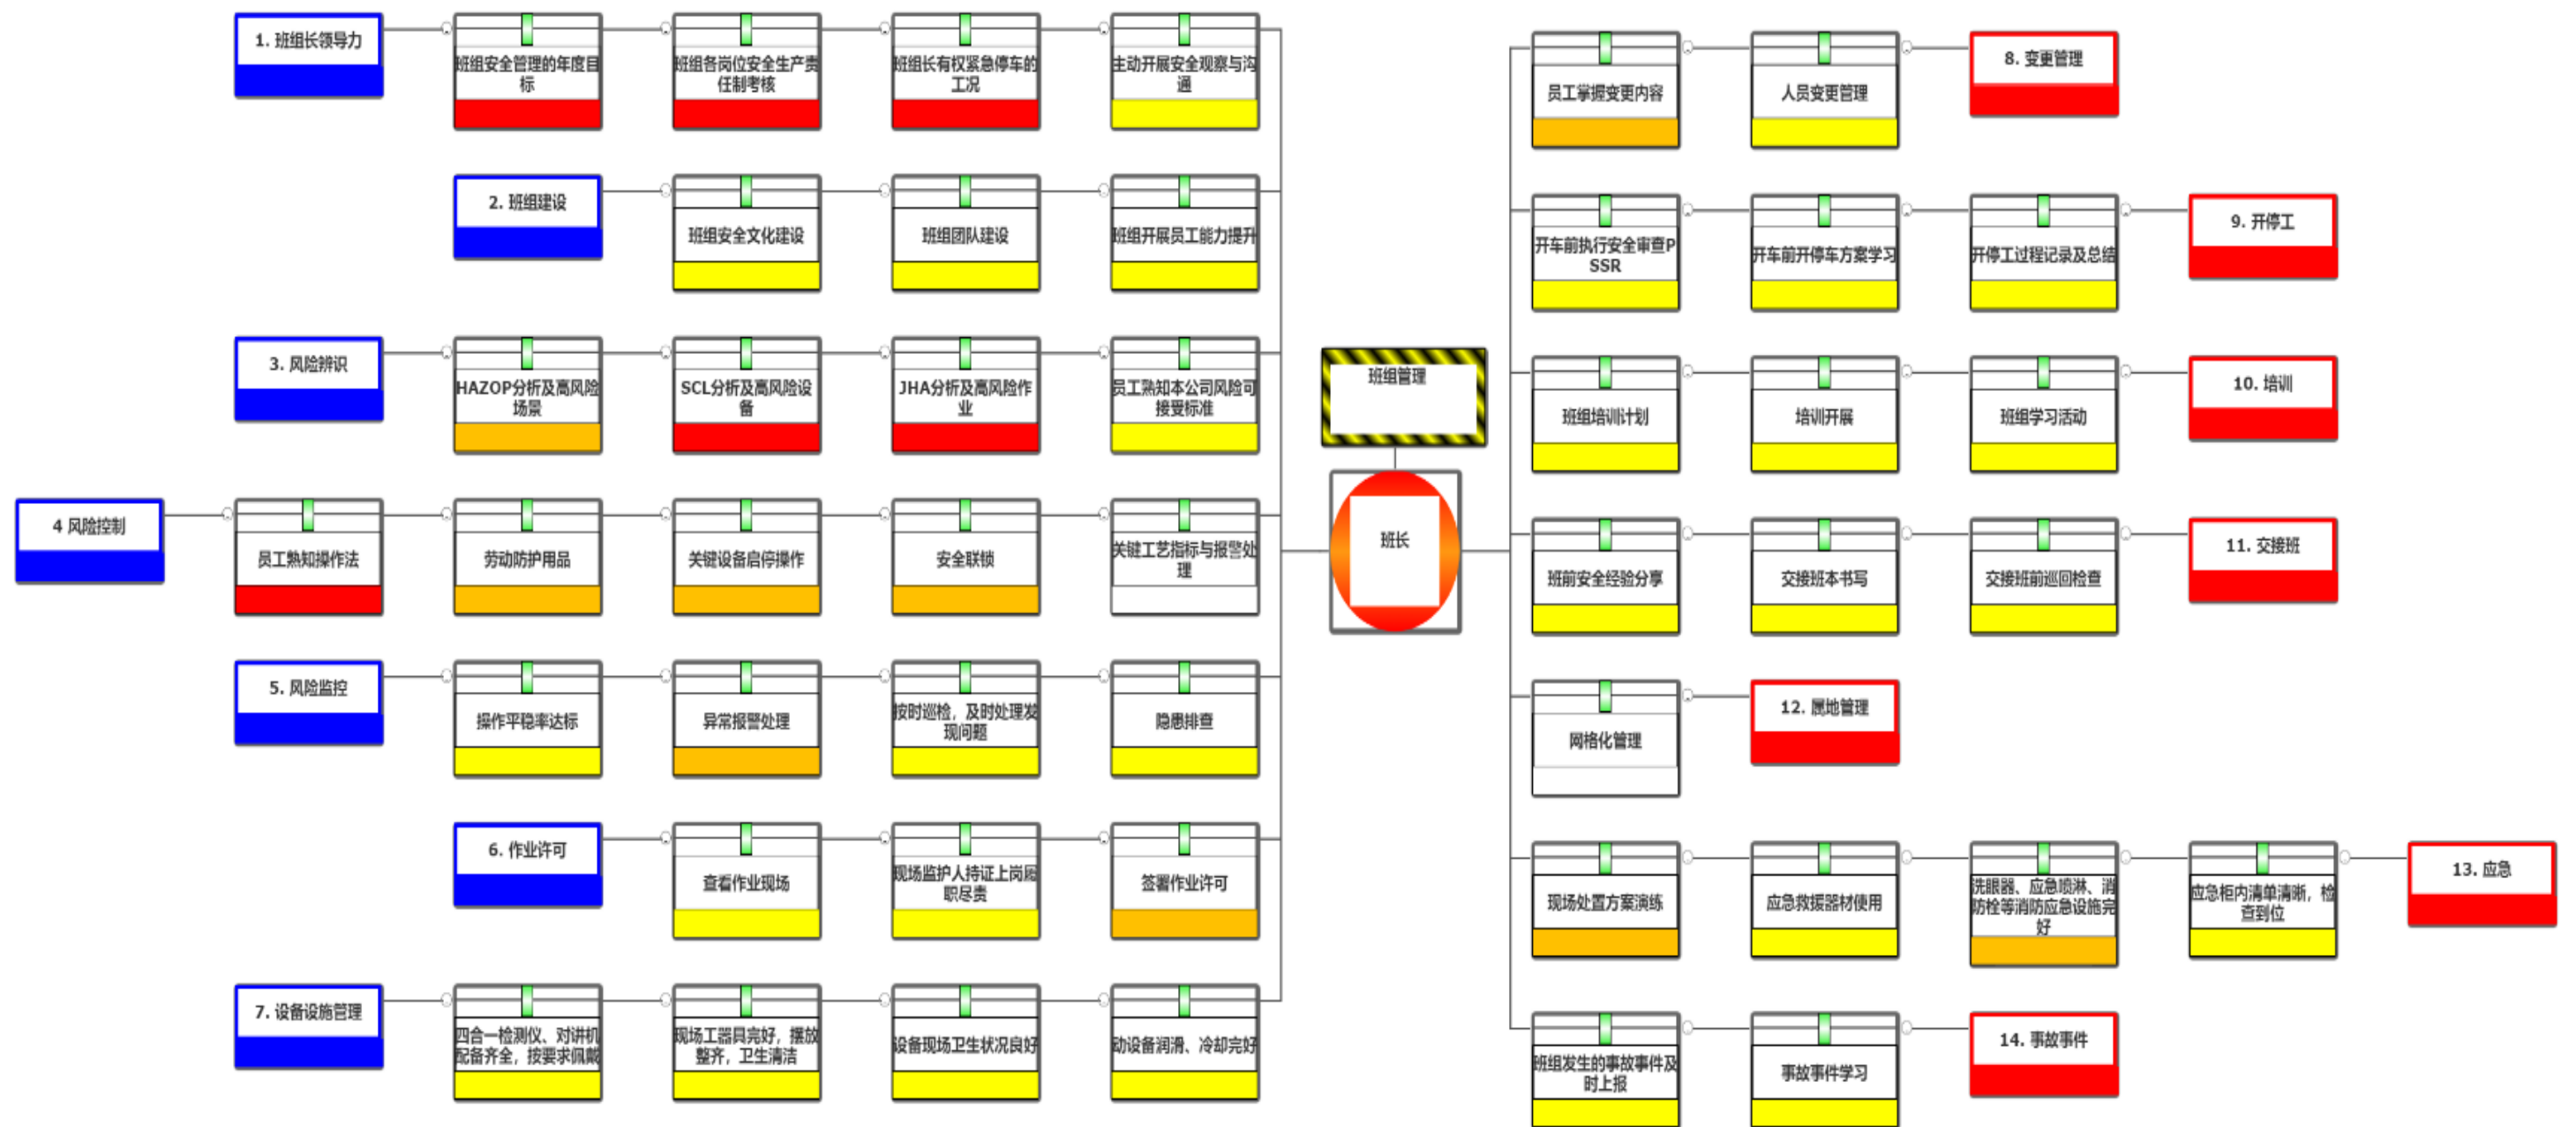 1. 班组长领导力
班组安全管理的年度目
标
班组各岗位安全生产责
任制考核
班组长有权紧急停车的
工况
主动开展安全观察与沟
通
2. 班组建设
班组安全文化建设
班组团队建设
班组开展员工能力提升
3. 风险辨识
HAZOP分析及高风险
场景
SCL分析及高风险设
备
JHA分析及高风险作
业
员工熟知本公司风险可
接受标准
4 风险控制
员工熟知操作法
劳动防护用品
关键设备启停操作
安全联锁
关键工艺指标与报警处
理
5. 风险监控
操作平稳率达标
异常报警处理
按时巡检，及时处理发
现问题
隐患排查
6. 作业许可
查看作业现场
现场监护人持证上岗履
职尽责
签署作业许可
7. 设备设施管理
四合一检测仪、对讲机
配备齐全，按要求佩戴
现场工器具完好，摆放
整齐，卫生清洁
设备现场卫生状况良好
动设备润滑、冷却完好
班组管理
班长
员工掌握变更内容
人员变更管理
8. 变更管理
开车前执行安全审查P
SSR
开车前开停车方案学习
开停工过程记录及总结
9. 开停工
班组培训计划
培训开展
班组学习活动
10. 培训
班前安全经验分享
交接班本书写
交接班前巡回检查
11. 交接班
网格化管理
12. 属地管理
现场处置方案演练
应急救援器材使用
洗眼器、应急喷淋、消
防栓等消防应急设施完
好
应急柜内清单清晰，检
查到位
13. 应急
班组发生的事故事件及
时上报
事故事件学习
14. 事故事件